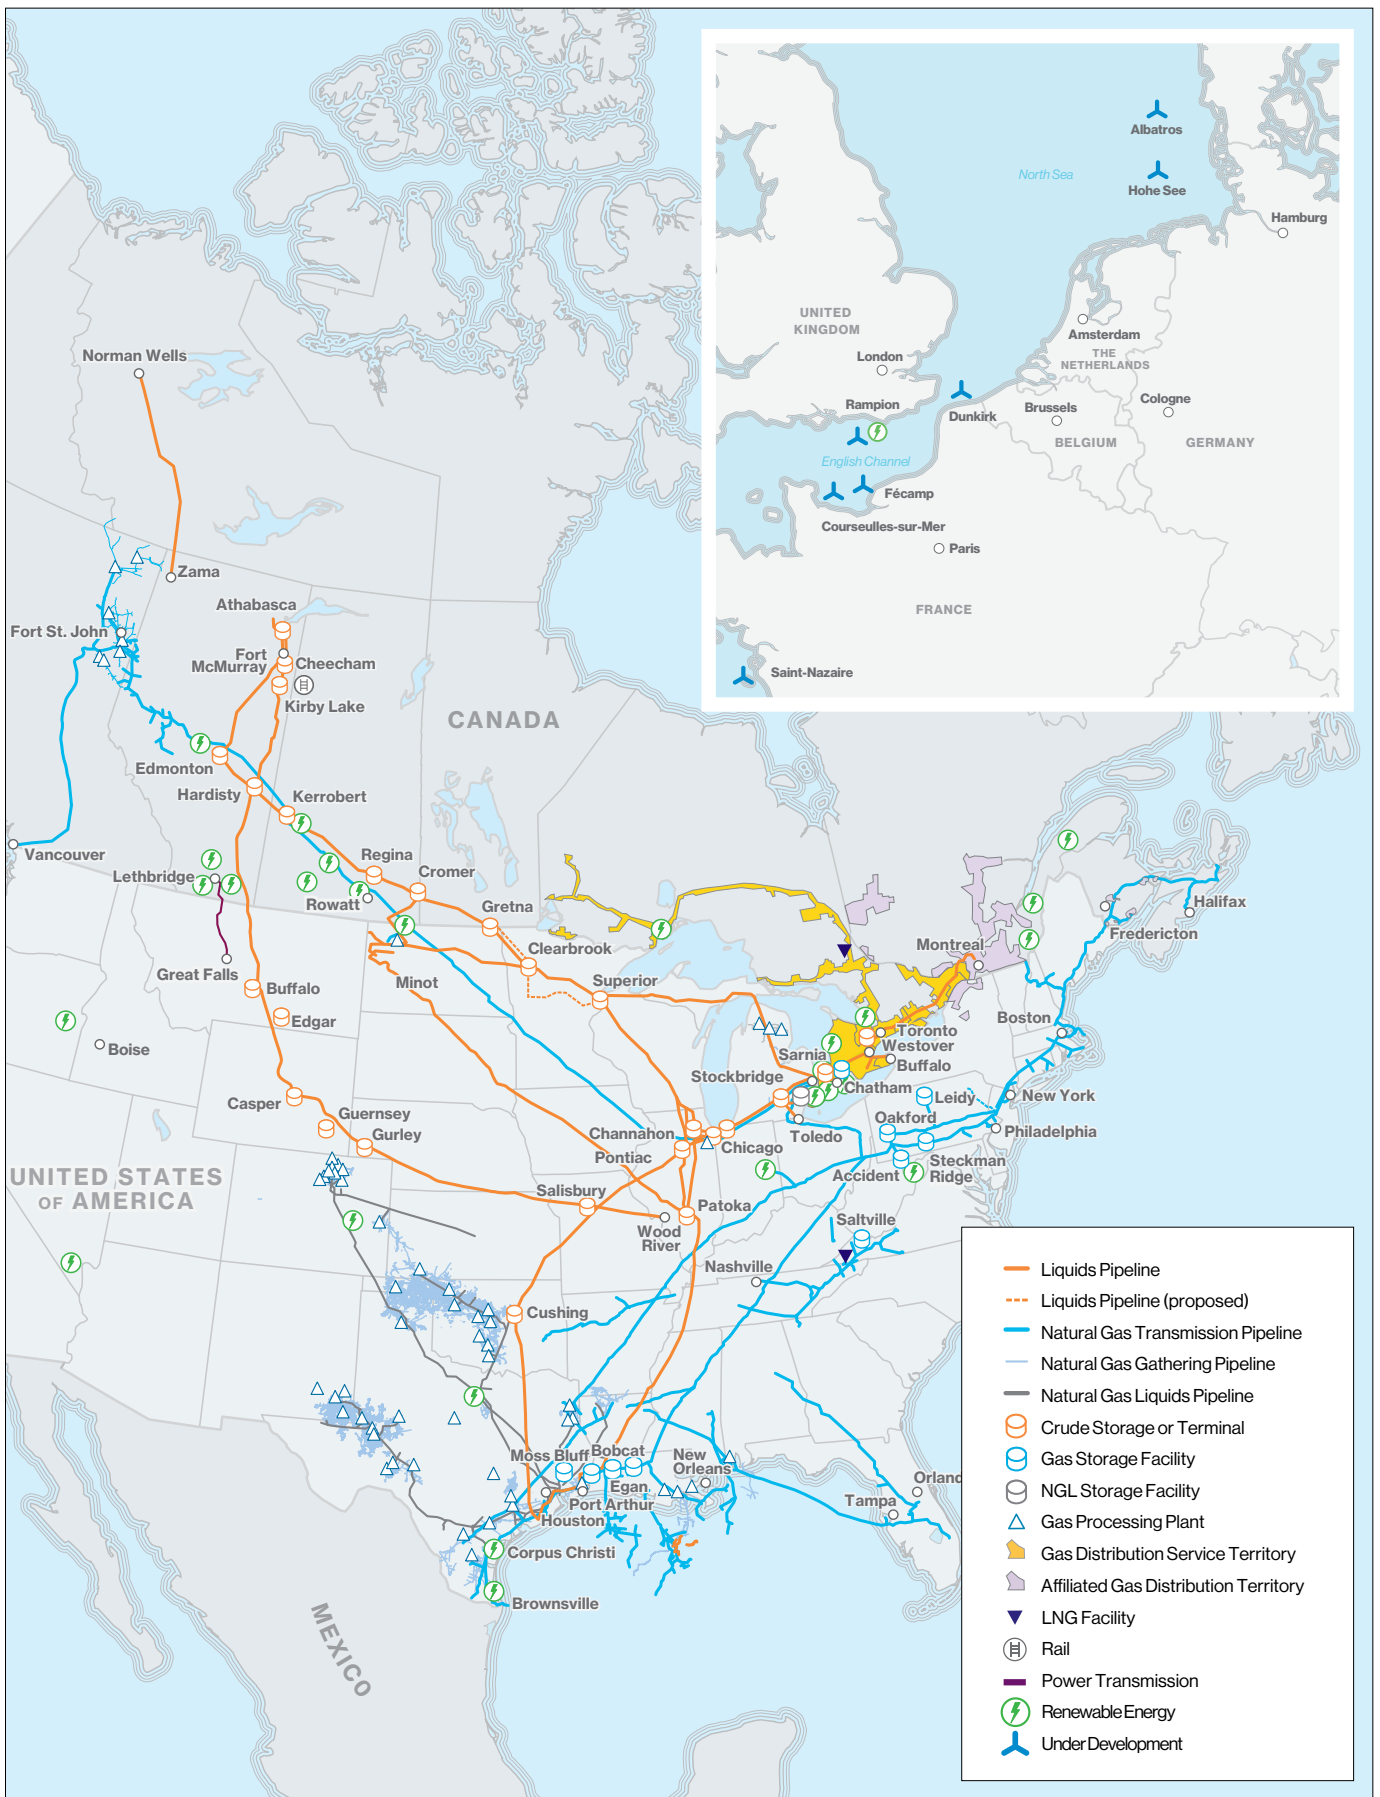 Albatros
North Sea
Hohe See
Hamburg
UNITED
KINGDOM
Amsterdam
THE
NETHERLANDS
London
Rampion
Dunkirk
Brussels
Cologne
BELGIUM
GERMANY
English Channel
Fécamp
Courseulles-sur-Mer
Paris
FRANCE
Saint-Nazaire
Norman Wells
Zama
Athabasca
Fort St. John
Fort
McMurray
Cheecham
Kirby Lake
CANADA
Edmonton
Hardisty
Kerrobert
Vancouver
Regina
Cromer
Lethbridge
Rowatt
Gretna
Halifax
Fredericton
Montreal
Clearbrook
Great Falls
Minot
Superior
Buffalo
Edgar
Boston
Toronto
Westover
Boise
Sarnia
Buffalo
Stockbridge
Chatham
Leidy
New York
Casper
Guernsey
Gurley
Channahon
Pontiac
Chicago
Toledo
Oakford
Philadelphia
Steckman
Ridge
Accident
UNITED STATES
OF AMERICA
Salisbury
Patoka
Wood
River
Saltville
Nashville
Cushing
Moss Bluff
Bobcat
New
Orleans
Egan
Port Arthur
Houston
Orland
Tampa
Corpus Christi
Brownsville
MEXICO
Liquids Pipeline
Liquids Pipeline (proposed)
Natural Gas Transmission Pipeline
Natural Gas Gathering Pipeline
Natural Gas Liquids Pipeline
Crude Storage or Terminal
Gas Storage Facility
NGL Storage Facility
Gas Processing Plant
Gas Distribution Service Territory
Affiliated Gas Distribution Territory
LNG Facility
Rail
Power Transmission
Renewable Energy
Under Development